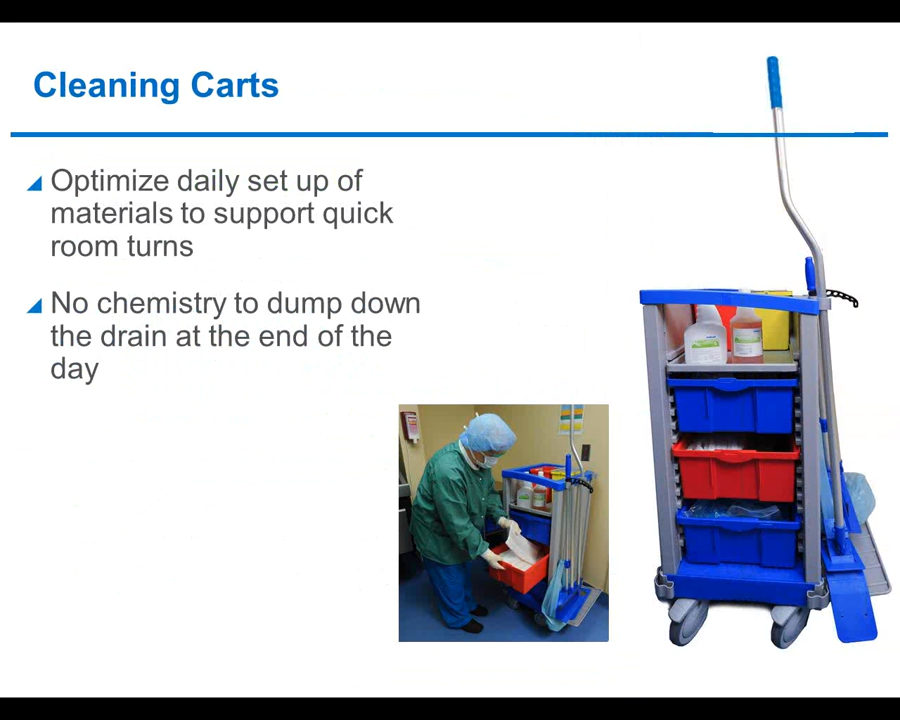 Cleaning Carts
Optimize daily set up of
materials to support quick
room turns
No chemistry to dump down
the drain at the end of the
day